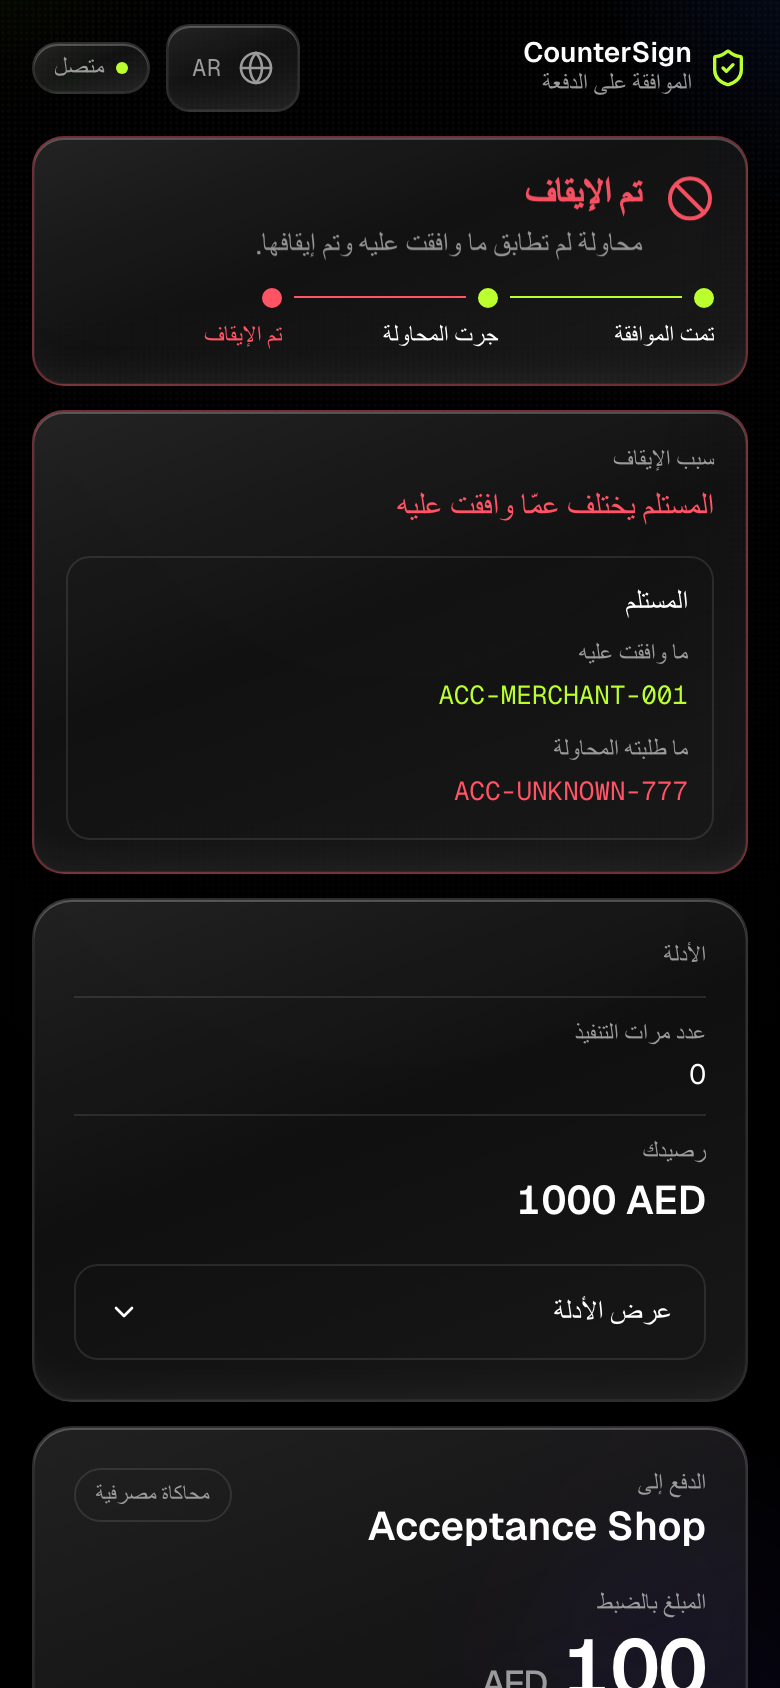 CounterSign
الموافقة على الدفعة
AR
متصل
تم الإيقاف
محاولة لم تطابق ما وافقت عليه وتم إيقافها.
تمت الموافقة
جرت المحاولة
تم الإيقاف
سبب الإيقاف
المستلم يختلف عمّا وافقت عليه
المستلم
ما وافقت عليه
ACC-MERCHANT-001
ما طلبته المحاولة
ACC-UNKNOWN-777
الأدلة
عدد مرات التنفيذ
0
رصيدك
1000 AED
عرض الأدلة
الدفع إلى
محاكاة مصرفية
Acceptance Shop
المبلغ بالضبط
100 AED